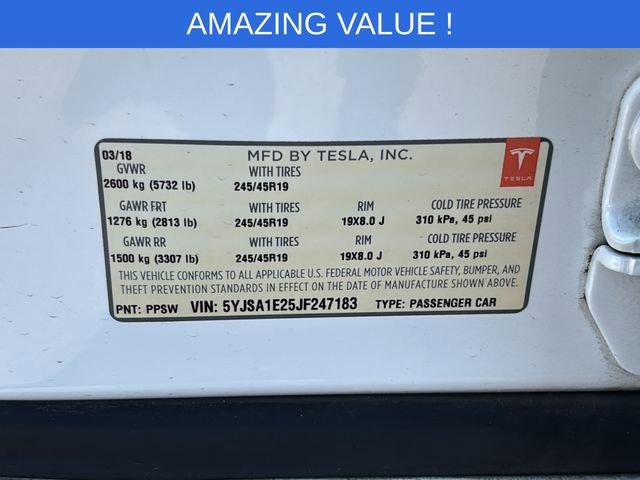 AMAZING VALUE !
03/18 MFD BY TESLA, INC.
GVWR WITH TIRES
2600 kg (5732 lb) 245/45R19
TESLA
GAWR FRT WITH TIRES RIM COLD TIRE PRESSURE
1276 kg (2813 lb) 245/45R19 19X8.0 J 310 kPa, 45 psi
GAWR RR WITH TIRES RIM COLD TIRE PRESSURE
1500 kg (3307 lb) 245/45R19 19X8.0 J 310 kPa, 45 psi
THIS VEHICLE CONFORMS TO ALL APPLICABLE U.S. FEDERAL MOTOR VEHICLE SAFETY, BUMPER, AND
THEFT PREVENTION STANDARDS IN EFFECT ON THE DATE OF MANUFACTURE SHOWN ABOVE.
PNT: PPSW VIN: 5YJSA1E25JF247183 TYPE: PASSENGER CAR